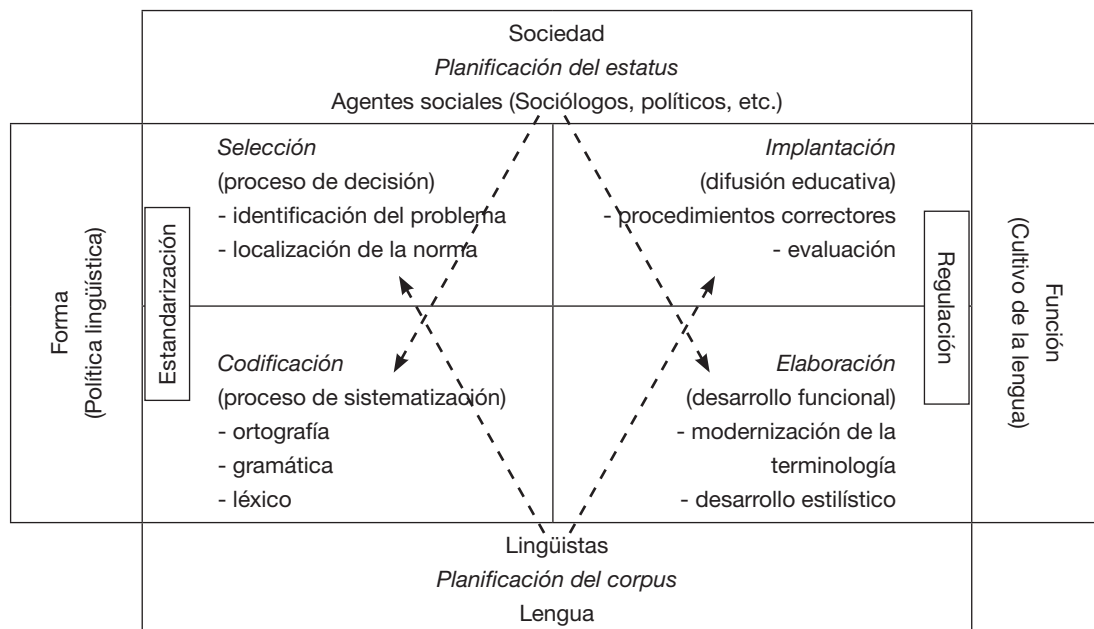 Sociedad
Planificación del estatus
Agentes sociales (Sociólogos, políticos, etc.)
Forma
(Política lingüística)
Estandarización
Selección
(proceso de decisión)
- identificación del problema
- localización de la norma
Implantación
(difusión educativa)
- procedimientos correctores
- evaluación
Codificación
(proceso de sistematización)
- ortografía
- gramática
- léxico
Elaboración
(desarrollo funcional)
- modernización de la
terminología
- desarrollo estilístico
Regulación
Función
(Cultivo de la lengua)
Lingüistas
Planificación del corpus
Lengua